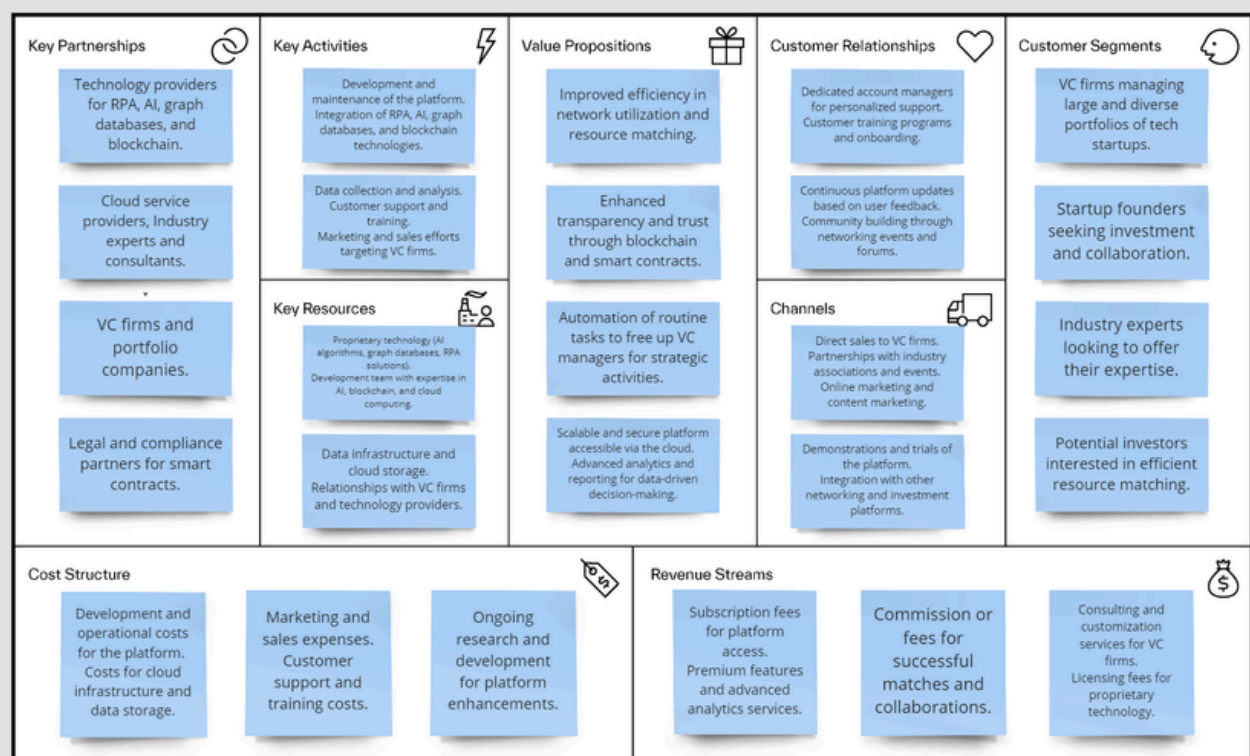 Key Partnerships
Technology providers
for RPA, AI, graph
databases, and
blockchain.
Cloud service
providers, Industry
experts and
consultants.
VC firms and
portfolio
companies.
Legal and compliance
partners for smart
contracts.
Key Activities
Development and
maintenance of the platform.
Integration of RPA, AI, graph
databases, and blockchain
technologies.
Data collection and analysis.
Customer support and
training.
Marketing and sales efforts
targeting VC firms.
Key Resources
Proprietary technology (AI
algorithms, graph databases, RPA
solutions).
Development team with expertise in
AI, blockchain, and cloud
computing.
Data infrastructure and
cloud storage.
Relationships with VC firms
and technology providers.
Value Propositions
Improved efficiency in
network utilization and
resource matching.
Enhanced
transparency and trust
through blockchain
and smart contracts.
Automation of routine
tasks to free up VC
managers for strategic
activities.
Scalable and secure platform
accessible via the cloud.
Advanced analytics and
reporting for data-driven
decision-making.
Customer Relationships
Dedicated account managers
for personalized support.
Customer training programs
and onboarding.
Continuous platform updates
based on user feedback.
Community building through
networking events and
forums.
Channels
Direct sales to VC firms.
Partnerships with industry
associations and events.
Online marketing and
content marketing.
Demonstrations and trials of
the platform.
Integration with other
networking and investment
platforms.
Customer Segments
VC firms managing
large and diverse
portfolios of tech
startups.
Startup founders
seeking investment
and collaboration.
Industry experts
looking to offer
their expertise.
Potential investors
interested in efficient
resource matching.
Cost Structure
Development and
operational costs
for the platform.
Costs for cloud
infrastructure and
data storage.
Marketing and
sales expenses.
Customer
support and
training costs.
Ongoing
research and
development
for platform
enhancements.
Revenue Streams
Subscription fees
for platform
access.
Premium features
and advanced
analytics services.
Commission or
fees for
successful
matches and
collaborations.
Consulting and
customization
services for VC
firms.
Licensing fees for
proprietary
technology.